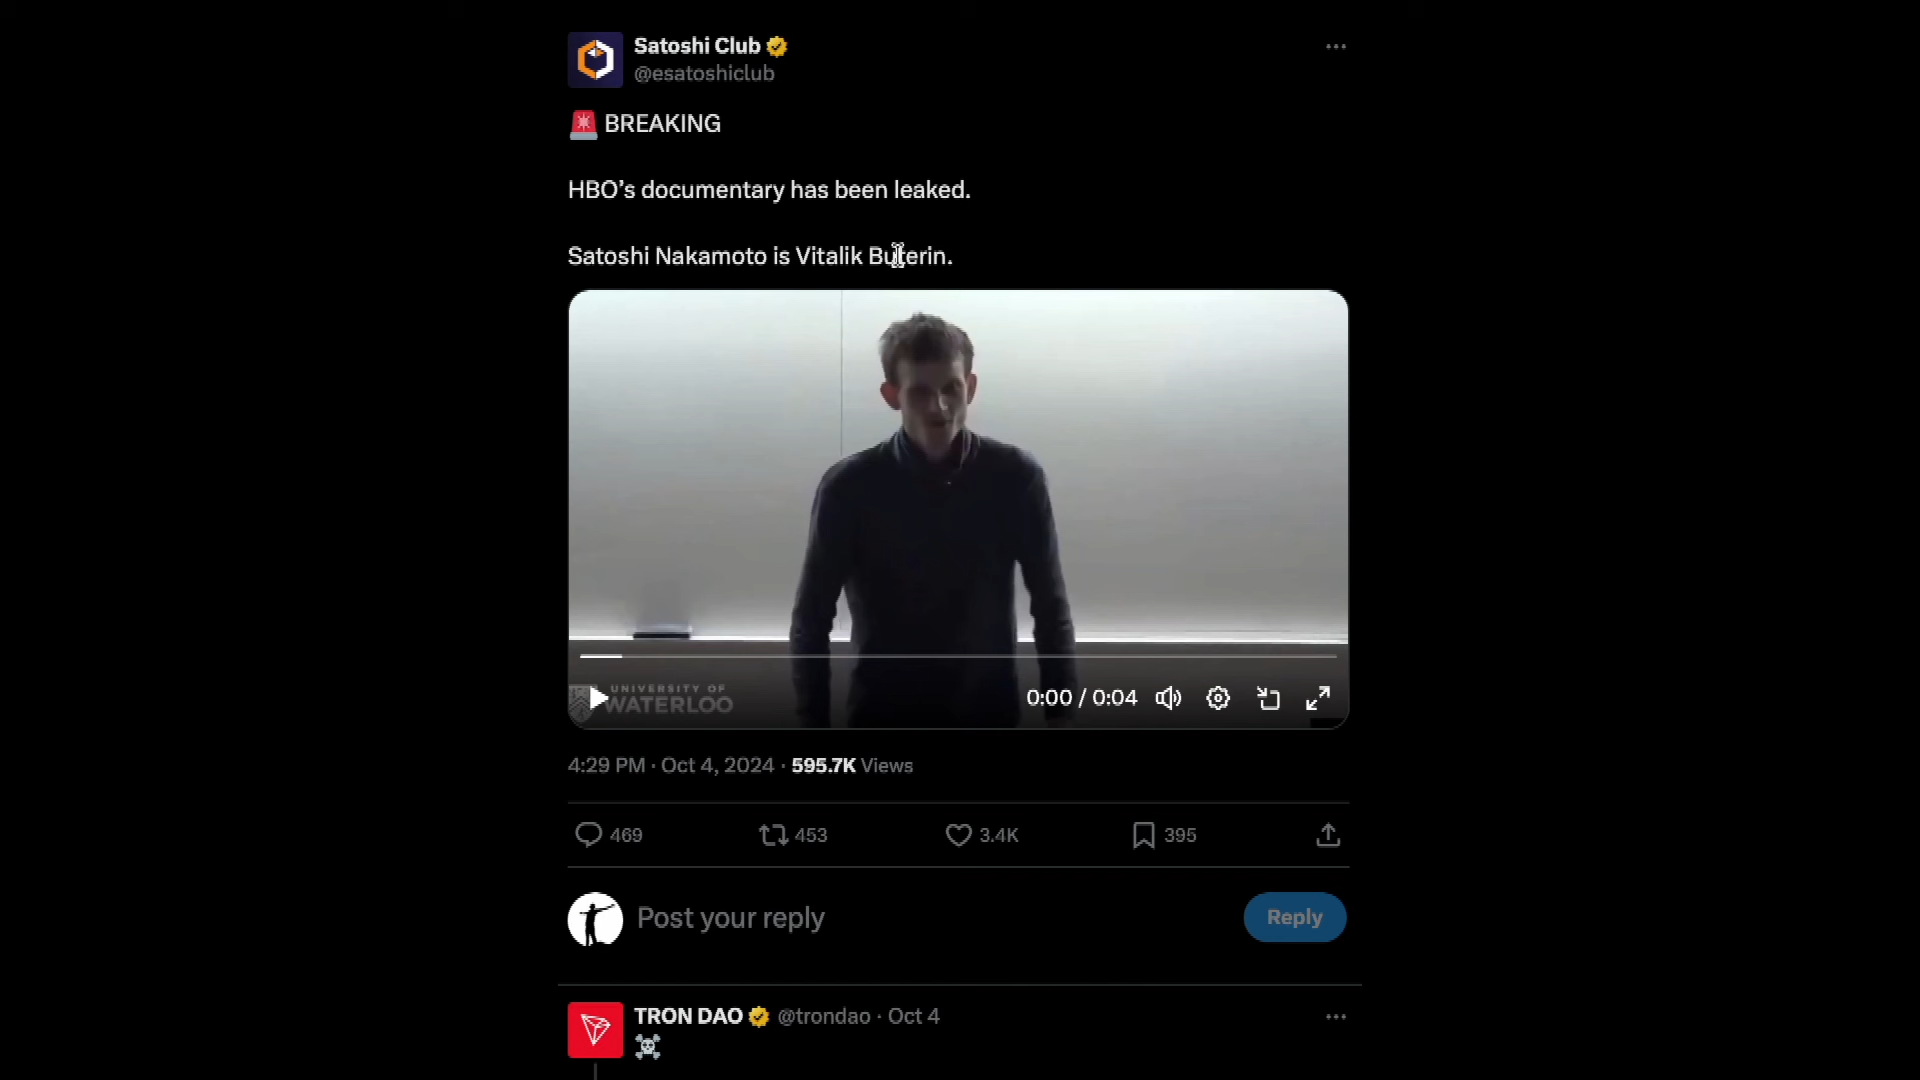 Satoshi Club
@esatoshiclub
🚨 BREAKING
HBO’s documentary has been leaked.
Satoshi Nakamoto is Vitalik Buterin.
UNIVERSITY OF
WATERLOO
0:00 / 0:04
4:29 PM · Oct 4, 2024 · 595.7K Views
469 453 3.4K 395
Post your reply
Reply
TRON DAO @trondao · Oct 4
☠️